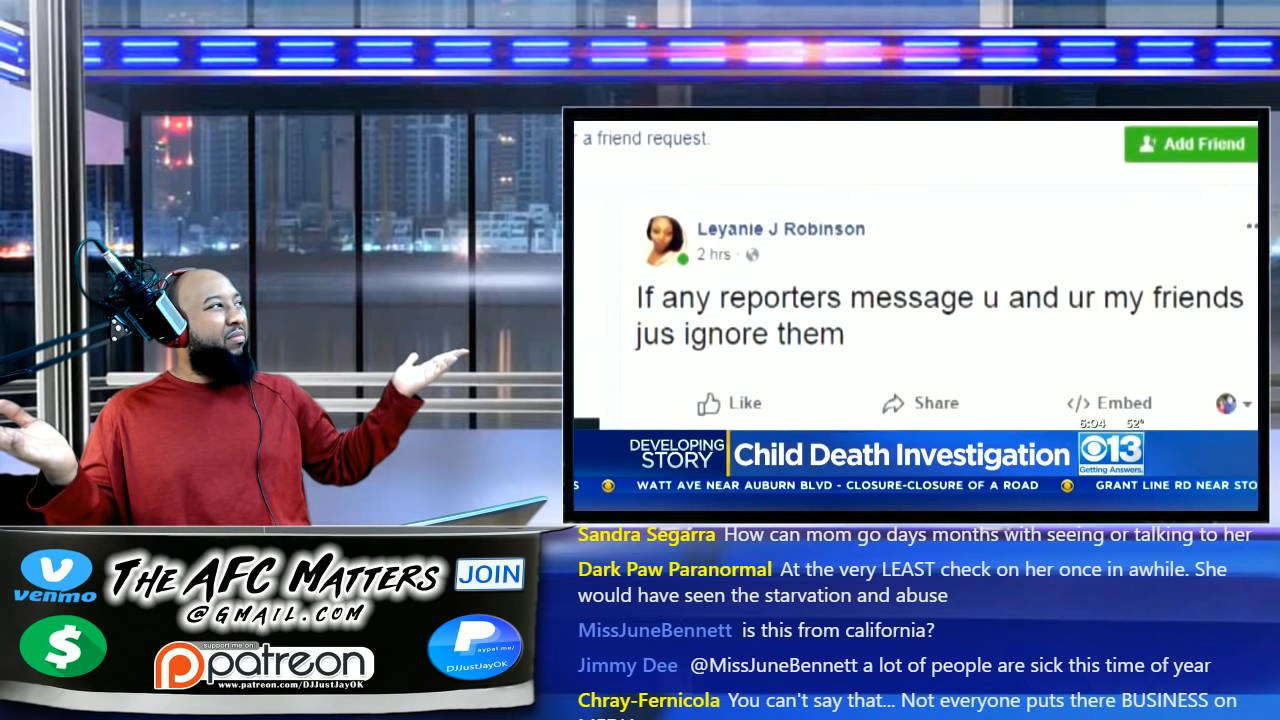 r a friend request.
Add Friend
Leyanie J Robinson
2 hrs ·
If any reporters message u and ur my friends
jus ignore them
Like
Share
Embed
6:04 52°
DEVELOPING
STORY
Child Death Investigation
13
Getting Answers.
S WATT AVE NEAR AUBURN BLVD - CLOSURE-CLOSURE OF A ROAD GRANT LINE RD NEAR STO
Sandra Segarra How can mom go days months with seeing or talking to her
Dark Paw Paranormal At the very LEAST check on her once in awhile. She
would have seen the starvation and abuse
MissJuneBennett is this from california?
Jimmy Dee @MissJuneBennett a lot of people are sick this time of year
Chray-Fernicola You can't say that... Not everyone puts there BUSINESS on
venmo
THE AFC MATTERS
@GMAIL.COM
JOIN
$
support me on
patreon
www.patreon.com/DJJustJayOK
Paypal.me/
DJJustJayOK